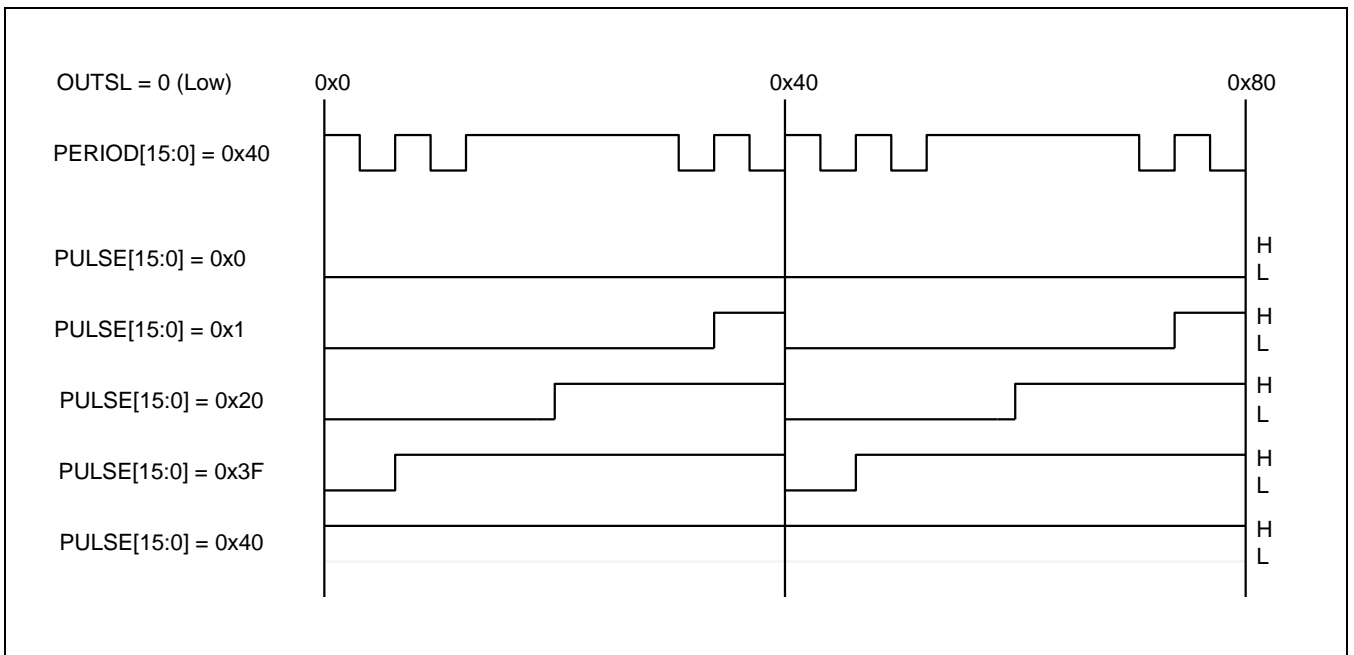 OUTSL = 0 (Low) 0x0 0x40 0x80
PERIOD[15:0] = 0x40
PULSE[15:0] = 0x0 H
L
PULSE[15:0] = 0x1 H
L
PULSE[15:0] = 0x20 H
L
PULSE[15:0] = 0x3F H
L
PULSE[15:0] = 0x40 H
L